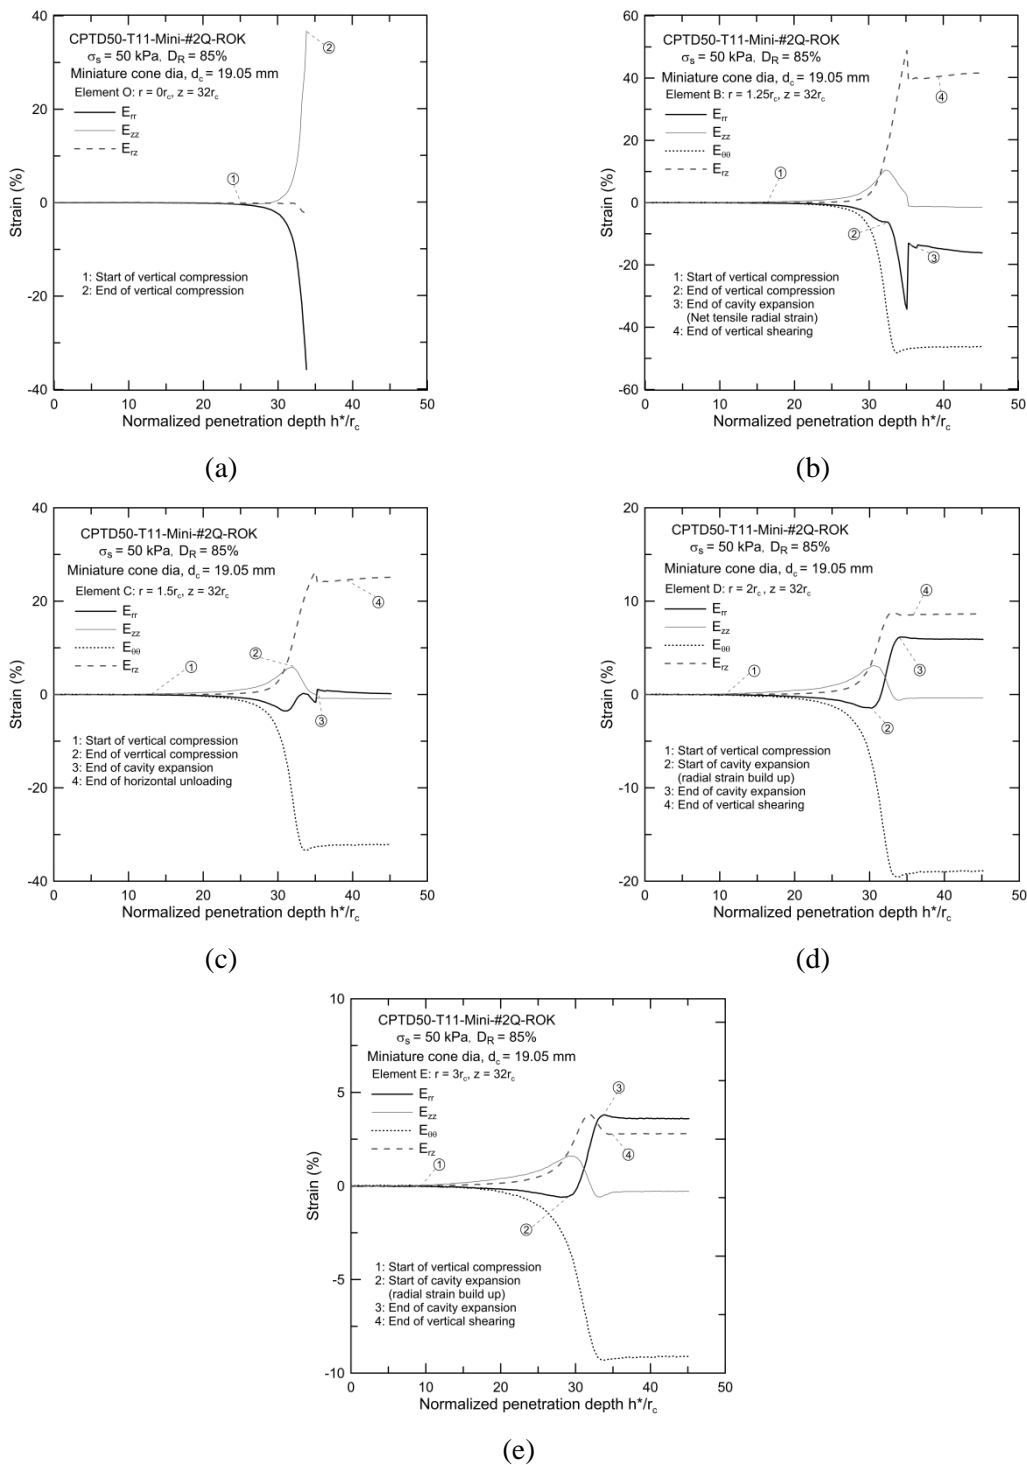 CPTD50-T11-Mini-#2Q-ROK
σs = 50 kPa, DR = 85%
Miniature cone dia, dc = 19.05 mm
Element O: r = 0rc, z = 32rc
Err
Ezz
Erz
1
2
1: Start of vertical compression
2: End of vertical compression
Strain (%)
40
20
0
-20
-40
0 10 20 30 40 50
Normalized penetration depth h*/rc
(a)
CPTD50-T11-Mini-#2Q-ROK
σs = 50 kPa, DR = 85%
Miniature cone dia, dc = 19.05 mm
Element B: r = 1.25rc, z = 32rc
Err
Ezz
Eθθ
Erz
1
2
3
4
1: Start of vertical compression
2: End of vertical compression
3: End of cavity expansion
(Net tensile radial strain)
4: End of vertical shearing
Strain (%)
60
40
20
0
-20
-40
-60
0 10 20 30 40 50
Normalized penetration depth h*/rc
(b)
CPTD50-T11-Mini-#2Q-ROK
σs = 50 kPa, DR = 85%
Miniature cone dia, dc = 19.05 mm
Element C: r = 1.5rc, z = 32rc
Err
Ezz
Eθθ
Erz
1
2
3
4
1: Start of vertical compression
2: End of verrtical compression
3: End of cavity expansion
4: End of horizontal unloading
Strain (%)
40
20
0
-20
-40
0 10 20 30 40 50
Normalized penetration depth h*/rc
(c)
CPTD50-T11-Mini-#2Q-ROK
σs = 50 kPa, DR = 85%
Miniature cone dia, dc = 19.05 mm
Element D: r = 2rc, z = 32rc
Err
Ezz
Eθθ
Erz
1
2
3
4
1: Start of vertical compression
2: Start of cavity expansion
(radial strain build up)
3: End of cavity expansion
4: End of vertical shearing
Strain (%)
20
10
0
-10
-20
0 10 20 30 40 50
Normalized penetration depth h*/rc
(d)
CPTD50-T11-Mini-#2Q-ROK
σs = 50 kPa, DR = 85%
Miniature cone dia, dc = 19.05 mm
Element E: r = 3rc, z = 32rc
Err
Ezz
Eθθ
Erz
1
2
3
4
1: Start of vertical compression
2: Start of cavity expansion
(radial strain build up)
3: End of cavity expansion
4: End of vertical shearing
Strain (%)
10
5
0
-5
-10
0 10 20 30 40 50
Normalized penetration depth h*/rc
(e)